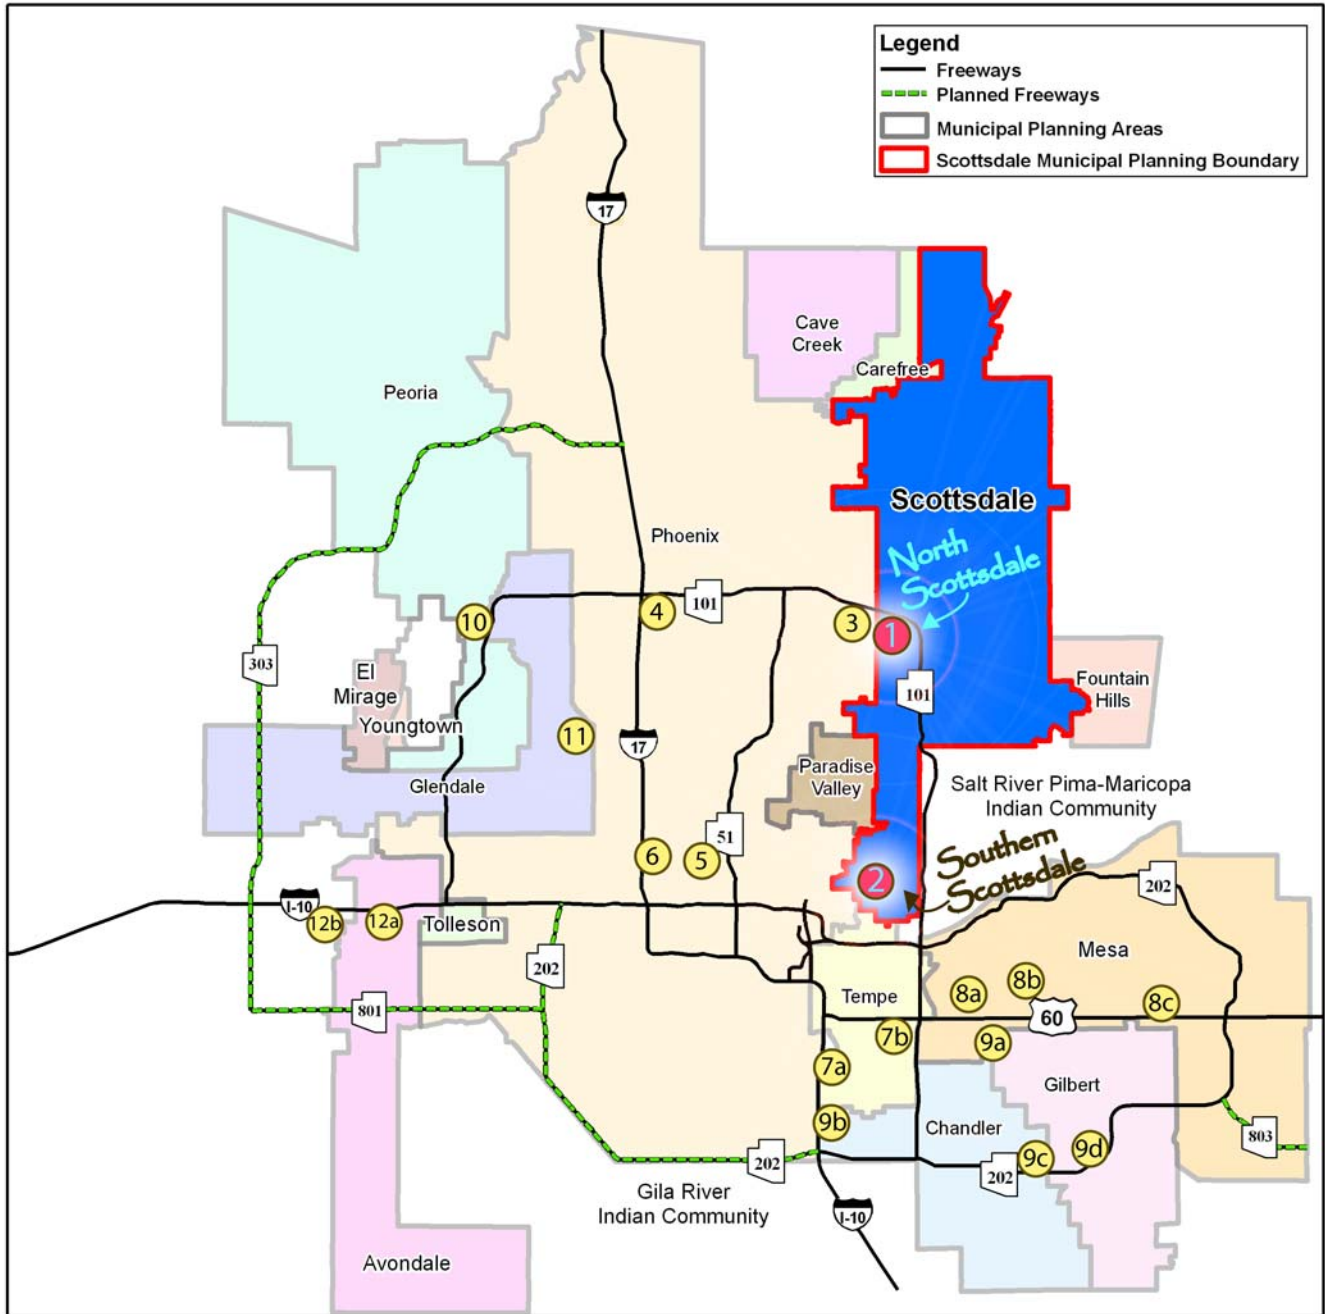 Legend
Freeways
Planned Freeways
Municipal Planning Areas
Scottsdale Municipal Planning Boundary
17
Cave
Creek
Carefree
Peoria
Scottsdale
Phoenix
North
Scottsdale
101
4
10
3
1
303
El
Mirage
Youngtown
101
Fountain
Hills
11
17
Glendale
Paradise
Valley
Salt River Pima-Maricopa
Indian Community
51
6
5
2
Southern
Scottsdale
202
I-10
12b
12a
Tolleson
202
Mesa
801
Tempe
8a
8b
8c
60
7b
9a
7a
Gilbert
9b
Chandler
803
202
9c
9d
202
Gila River
Indian Community
I-10
Avondale